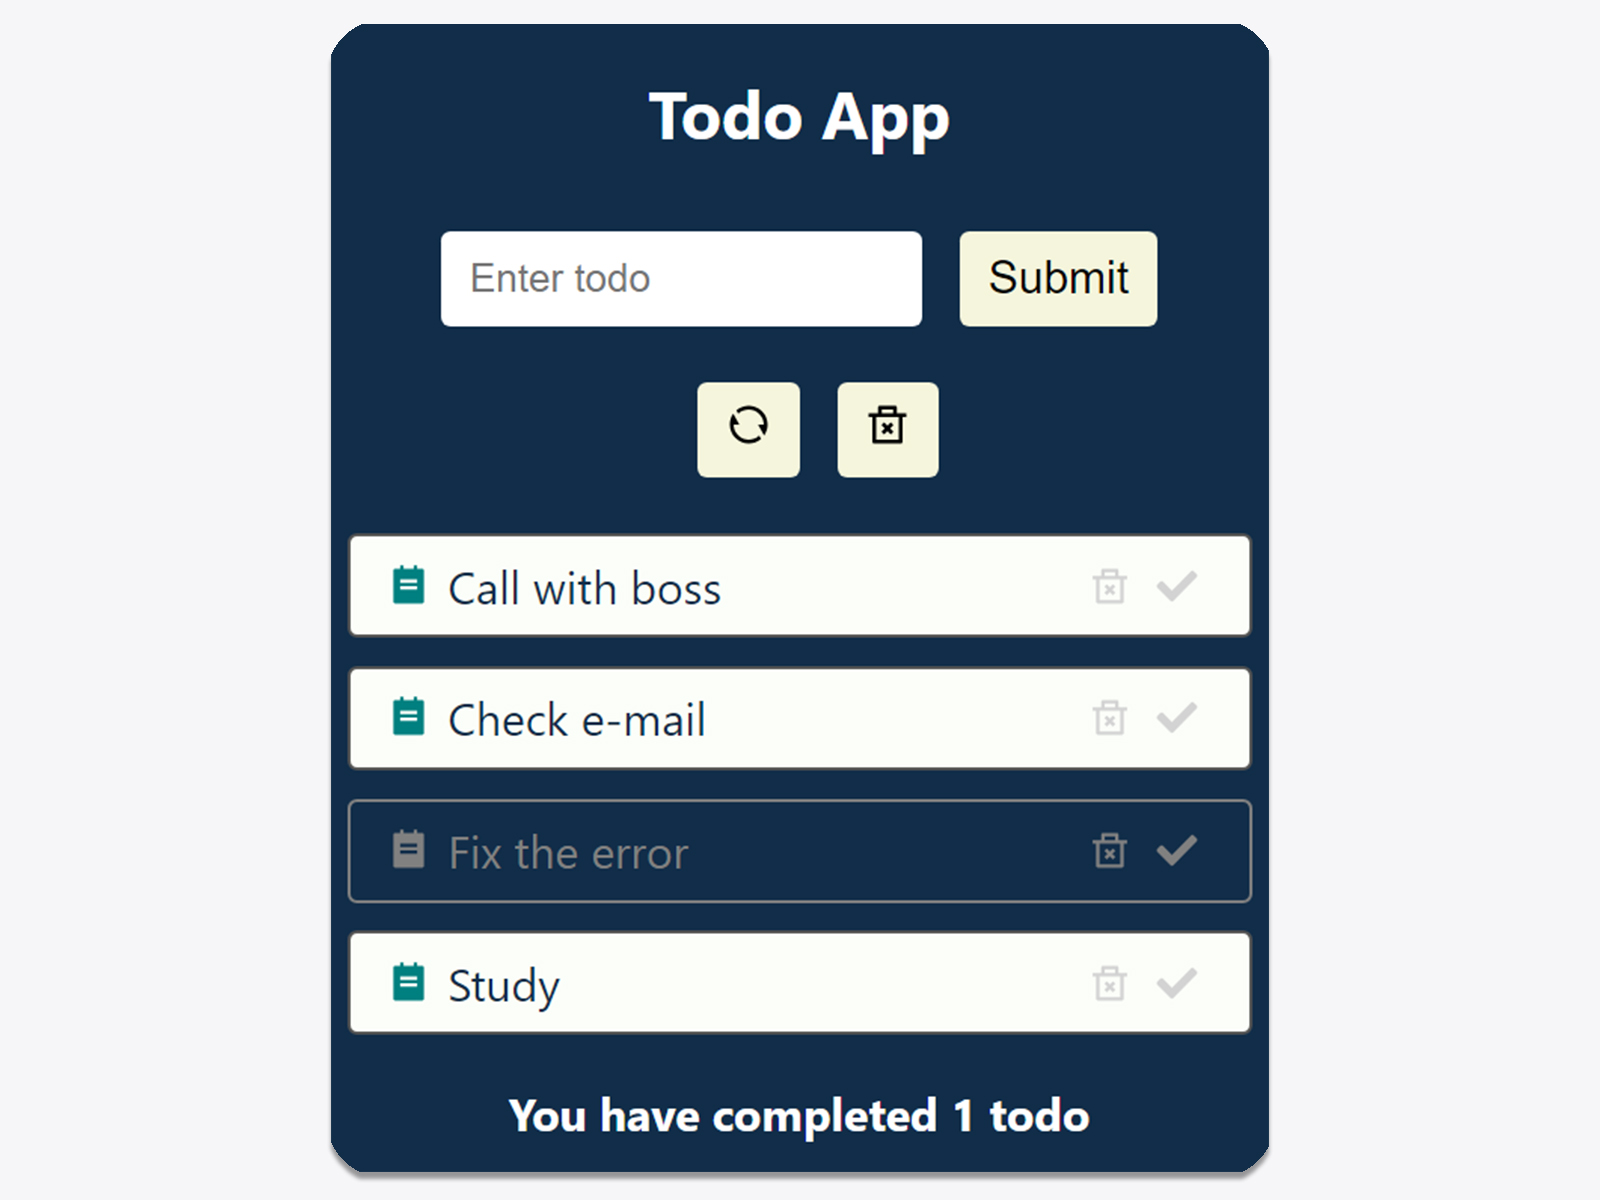 Todo App
Enter todo
Submit
Call with boss
Check e-mail
Fix the error
Study
You have completed 1 todo